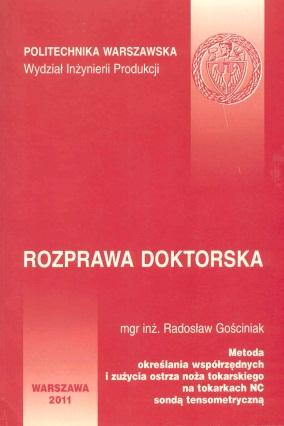 POLITECHNIKA WARSZAWSKA
Wydział Inżynierii Produkcji
ROZPRAWA DOKTORSKA
mgr inż. Radosław Gościniak
Metoda
określania współrzędnych
i zużycia ostrza noża tokarskiego
na tokarkach NC
sondą tensometryczną
WARSZAWA
2011